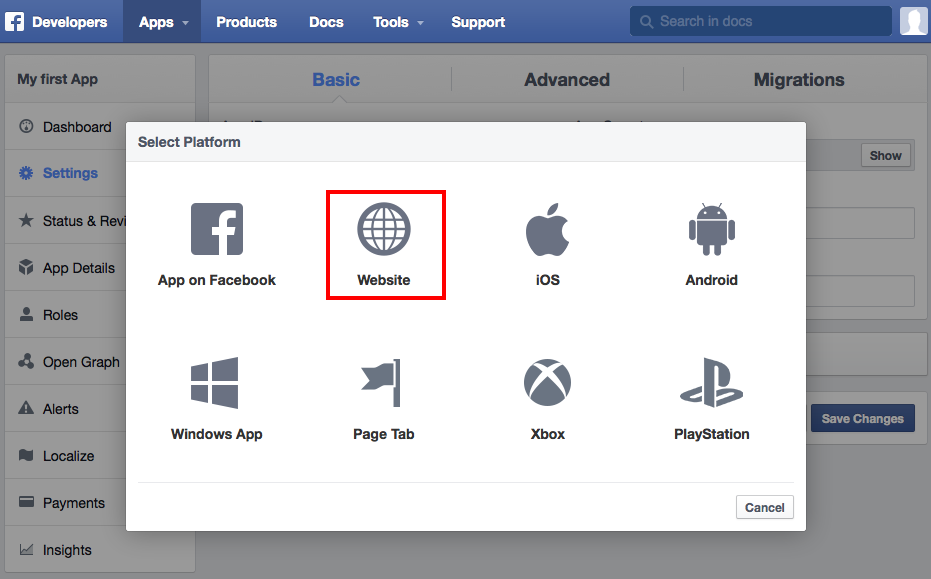 Developers Apps Products Docs Tools Support Search in docs
My first App
Basic Advanced Migrations
Dashboard
Settings
Status & Revi
App Details
Roles
Open Graph
Alerts
Localize
Payments
Insights
Show
Save Changes
Select Platform
App on Facebook Website iOS Android
Windows App Page Tab Xbox PlayStation
Cancel